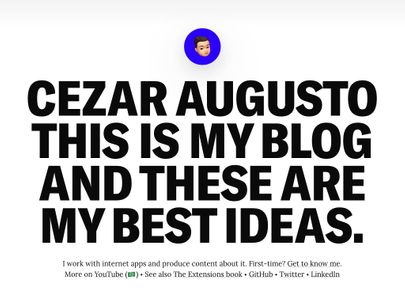 CEZAR AUGUSTO
THIS IS MY BLOG
AND THESE ARE
MY BEST IDEAS.
I work with internet apps and produce content about it. First-time? Get to know me.
More on YouTube (🇧🇷) • See also The Extensions book • GitHub • Twitter • LinkedIn